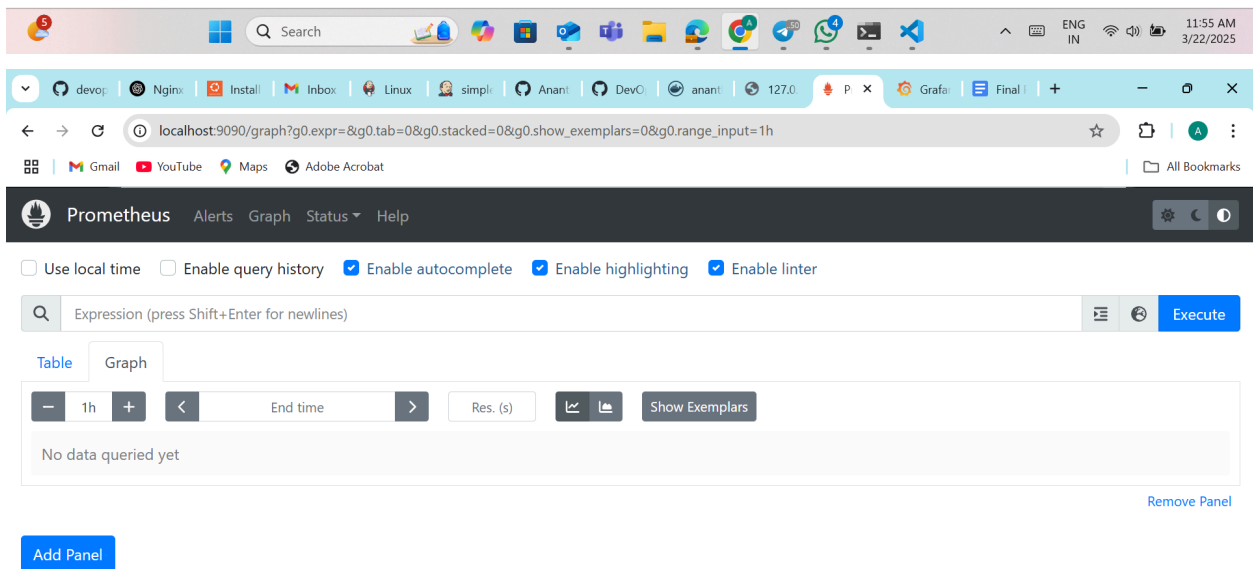 5
Search
50
4
ENG
IN
11:55 AM
3/22/2025
devop
Nginx
Install
Inbox
Linux
simple
Anant
DevO
anant
127.0.
P
Grafa
Final
localhost:9090/graph?g0.expr=&g0.tab=0&g0.stacked=0&g0.show_exemplars=0&g0.range_input=1h
A
Gmail
YouTube
Maps
Adobe Acrobat
All Bookmarks
Prometheus Alerts Graph Status Help
Use local time Enable query history Enable autocomplete Enable highlighting Enable linter
Expression (press Shift+Enter for newlines)
Execute
Table Graph
1h
End time
Res. (s)
Show Exemplars
No data queried yet
Remove Panel
Add Panel